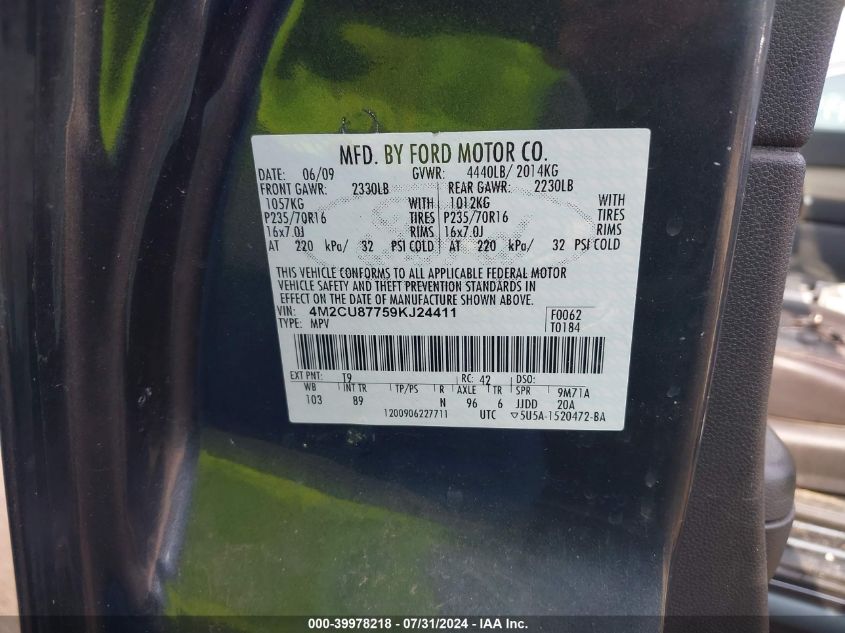 MFD. BY FORD MOTOR CO.
DATE: 06/09 GVWR: 4440LB/ 2014KG
FRONT GAWR: 2330LB REAR GAWR: 2230LB
1057KG WITH 1012KG WITH
P235/70R16 TIRES P235/70R16 TIRES
16x7.0J RIMS 16x7.0J RIMS
AT 220 kPa/ 32 PSI COLD AT 220 kPa/ 32 PSI COLD
THIS VEHICLE CONFORMS TO ALL APPLICABLE FEDERAL MOTOR
VEHICLE SAFETY AND THEFT PREVENTION STANDARDS IN
EFFECT ON THE DATE OF MANUFACTURE SHOWN ABOVE.
VIN: 4M2CU87759KJ24411 F0062
TYPE: MPV T0184
EXT PNT: T9 RC: 42 DSO:
WB INT TR TP/PS R AXLE TR SPR 9M71A
103 89 N 96 6 JJDD 20A
1200906227711 UTC ▽5U5A-1520472-BA
000-39978218 - 07/31/2024 - IAAI.com